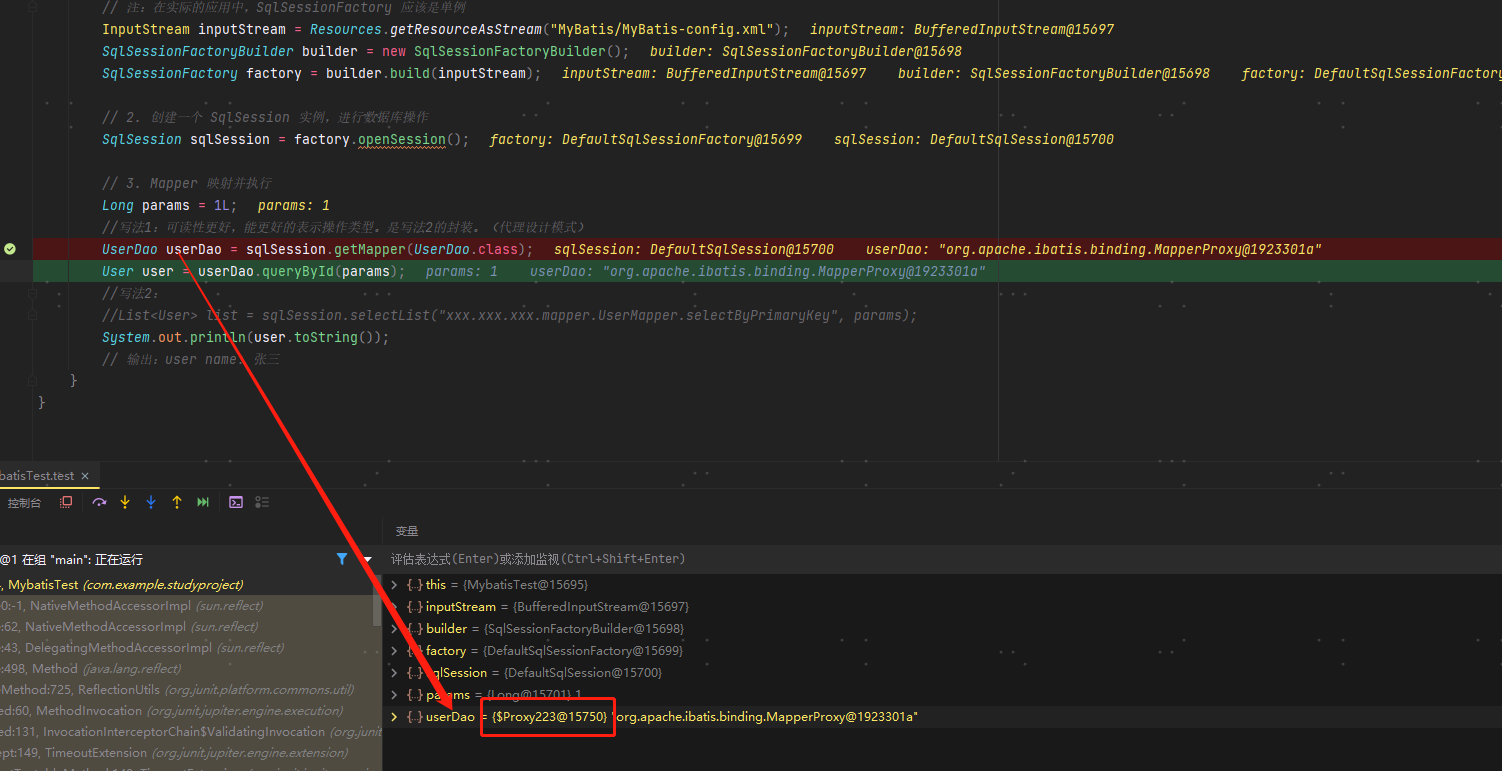 // 注：在实际的应用中，SqlSessionFactory 应该是单例
InputStream inputStream = Resources.getResourceAsStream("MyBatis/MyBatis-config.xml");   inputStream: BufferedInputStream@15697
SqlSessionFactoryBuilder builder = new SqlSessionFactoryBuilder();   builder: SqlSessionFactoryBuilder@15698
SqlSessionFactory factory = builder.build(inputStream);   inputStream: BufferedInputStream@15697    builder: SqlSessionFactoryBuilder@15698    factory: DefaultSqlSessionFactory
// 2. 创建一个 SqlSession 实例，进行数据库操作
SqlSession sqlSession = factory.openSession();   factory: DefaultSqlSessionFactory@15699    sqlSession: DefaultSqlSession@15700
// 3. Mapper 映射并执行
Long params = 1L;   params: 1
//写法1：可读性更好，能更好的表示操作类型。是写法2的封装。（代理设计模式）
UserDao userDao = sqlSession.getMapper(UserDao.class);   sqlSession: DefaultSqlSession@15700    userDao: "org.apache.ibatis.binding.MapperProxy@1923301a"
User user = userDao.queryById(params);   params: 1    userDao: "org.apache.ibatis.binding.MapperProxy@1923301a"
//写法2：
//List<User> list = sqlSession.selectList("xxx.xxx.xxx.mapper.UserMapper.selectByPrimaryKey", params);
System.out.println(user.toString());
// 输出：user name: 张三
}
}
batisTest.test ×
控制台
变量
@1 在组 "main": 正在运行
评估表达式(Enter)或添加监视(Ctrl+Shift+Enter)
, MybatisTest (com.example.studyproject)
0:-1, NativeMethodAccessorImpl (sun.reflect)
:62, NativeMethodAccessorImpl (sun.reflect)
:43, DelegatingMethodAccessorImpl (sun.reflect)
:498, Method (java.lang.reflect)
Method:725, ReflectionUtils (org.junit.platform.commons.util)
ed:60, MethodInvocation (org.junit.jupiter.engine.execution)
ed:131, InvocationInterceptorChain$ValidatingInvocation (org.junit
ept:149, TimeoutExtension (org.junit.jupiter.engine.extension)
this = {MybatisTest@15695}
inputStream = {BufferedInputStream@15697}
builder = {SqlSessionFactoryBuilder@15698}
factory = {DefaultSqlSessionFactory@15699}
sqlSession = {DefaultSqlSession@15700}
params = {Long@15701} 1
userDao = {$Proxy223@15750} "org.apache.ibatis.binding.MapperProxy@1923301a"